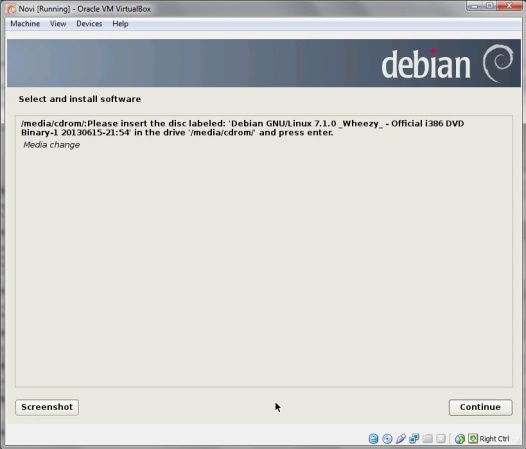 Novi [Running] - Oracle VM VirtualBox
Machine View Devices Help
debian
Select and install software
/media/cdrom/:Please insert the disc labeled: 'Debian GNU/Linux 7.1.0 _Wheezy_ - Official i386 DVD
Binary-1 20130615-21:54' in the drive '/media/cdrom/' and press enter.
Media change
Screenshot Continue
Right Ctrl